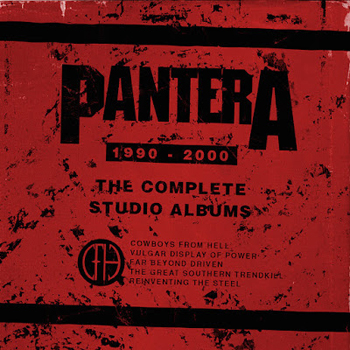 PANTERA
1990 - 2000
THE COMPLETE
STUDIO ALBUMS
CFH
COWBOYS FROM HELL
VULGAR DISPLAY OF POWER
FAR BEYOND DRIVEN
THE GREAT SOUTHERN TRENDKILL
REINVENTING THE STEEL